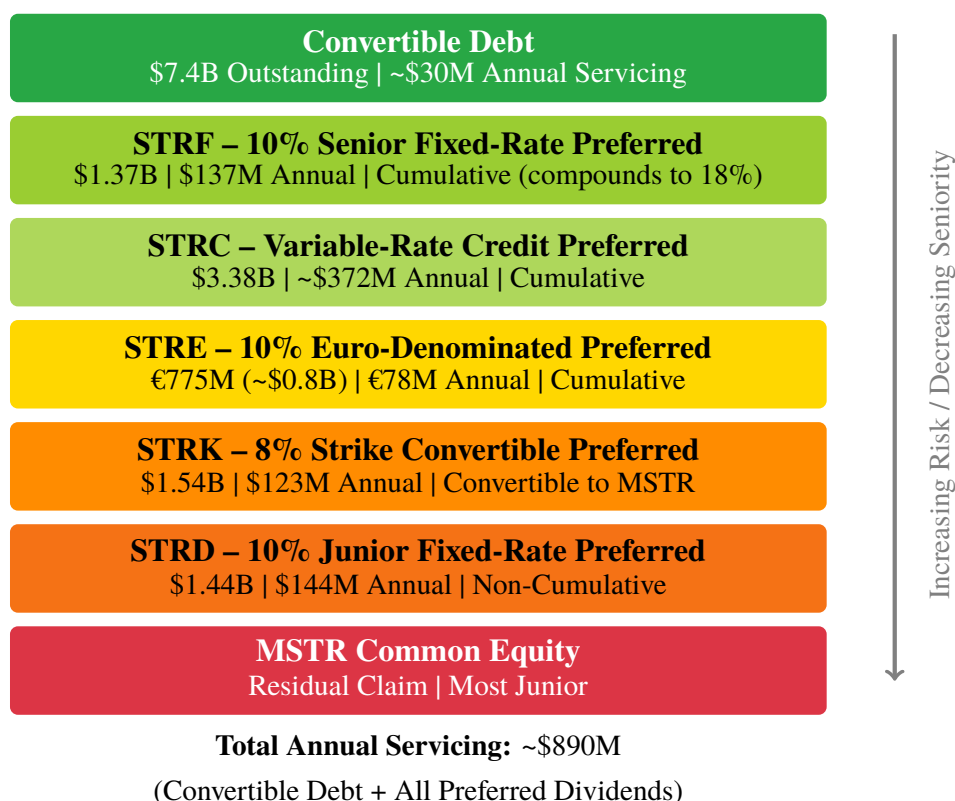 Convertible Debt
$7.4B Outstanding | ~$30M Annual Servicing
STRF – 10% Senior Fixed-Rate Preferred
$1.37B | $137M Annual | Cumulative (compounds to 18%)
STRC – Variable-Rate Credit Preferred
$3.38B | ~$372M Annual | Cumulative
STRE – 10% Euro-Denominated Preferred
€775M (~$0.8B) | €78M Annual | Cumulative
STRK – 8% Strike Convertible Preferred
$1.54B | $123M Annual | Convertible to MSTR
STRD – 10% Junior Fixed-Rate Preferred
$1.44B | $144M Annual | Non-Cumulative
MSTR Common Equity
Residual Claim | Most Junior
Total Annual Servicing: ~$890M
(Convertible Debt + All Preferred Dividends)
Increasing Risk / Decreasing Seniority